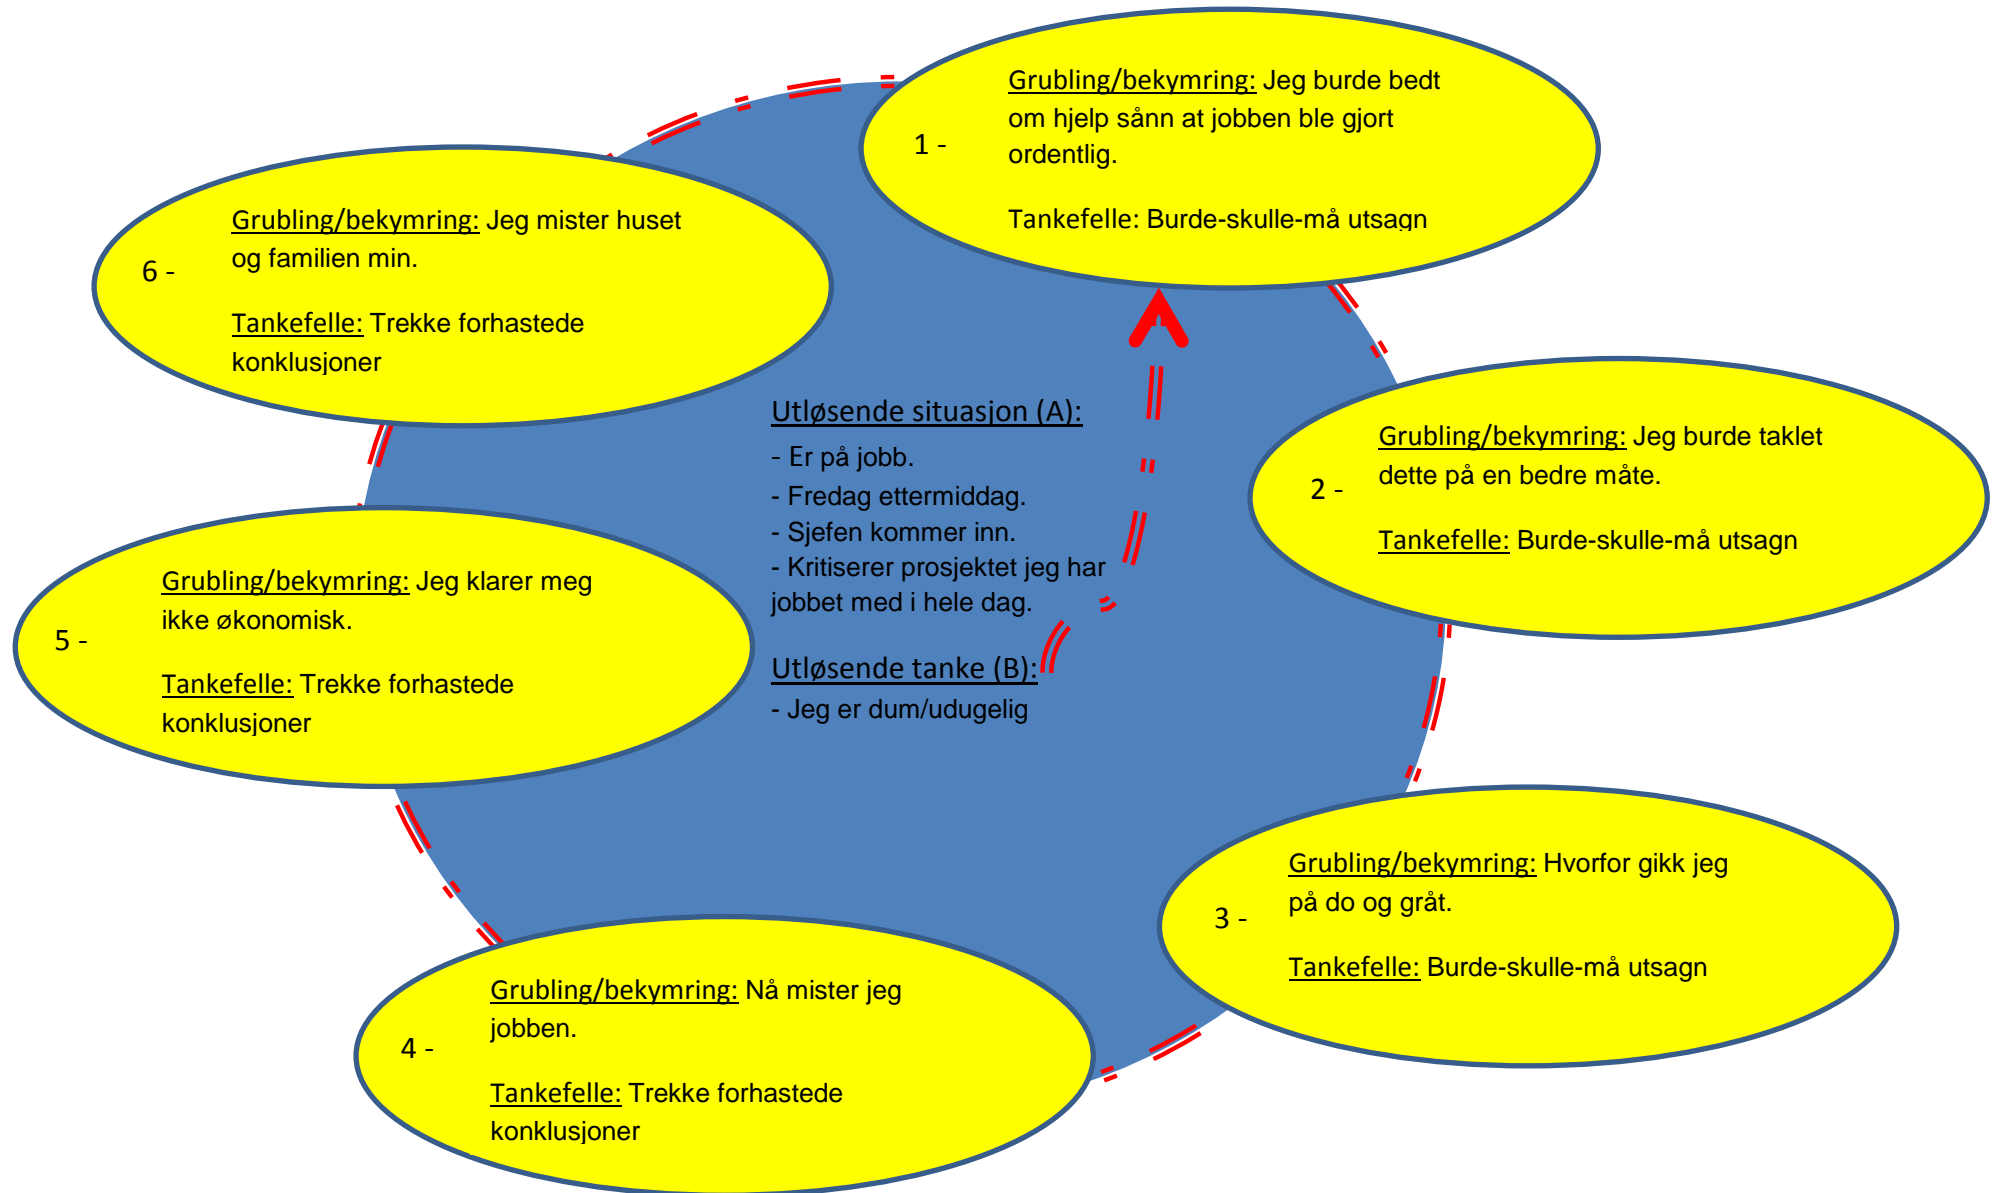 1 -
Grubling/bekymring: Jeg burde bedt
om hjelp sånn at jobben ble gjort
ordentlig.
Tankefelle: Burde-skulle-må utsagn
2 -
Grubling/bekymring: Jeg burde taklet
dette på en bedre måte.
Tankefelle: Burde-skulle-må utsagn
3 -
Grubling/bekymring: Hvorfor gikk jeg
på do og gråt.
Tankefelle: Burde-skulle-må utsagn
4 -
Grubling/bekymring: Nå mister jeg
jobben.
Tankefelle: Trekke forhastede
konklusjoner
5 -
Grubling/bekymring: Jeg klarer meg
ikke økonomisk.
Tankefelle: Trekke forhastede
konklusjoner
6 -
Grubling/bekymring: Jeg mister huset
og familien min.
Tankefelle: Trekke forhastede
konklusjoner
Utløsende situasjon (A):
- Er på jobb.
- Fredag ettermiddag.
- Sjefen kommer inn.
- Kritiserer prosjektet jeg har
jobbet med i hele dag.
Utløsende tanke (B):
- Jeg er dum/udugelig